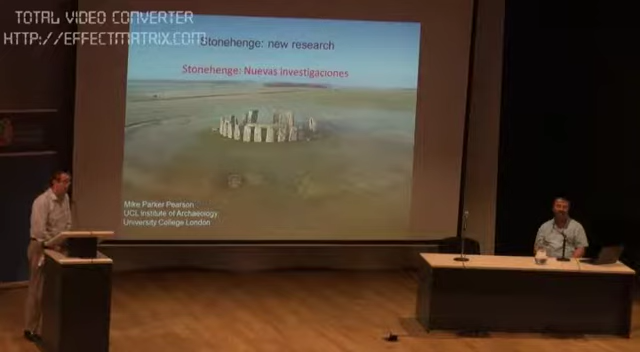 TOTAL VIDEO CONVERTER
HTTP://EFFECTMATRIX.COM
Stonehenge: new research
Stonehenge: Nuevas investigaciones
Mike Parker Pearson
UCL Institute of Archaeology
University College London